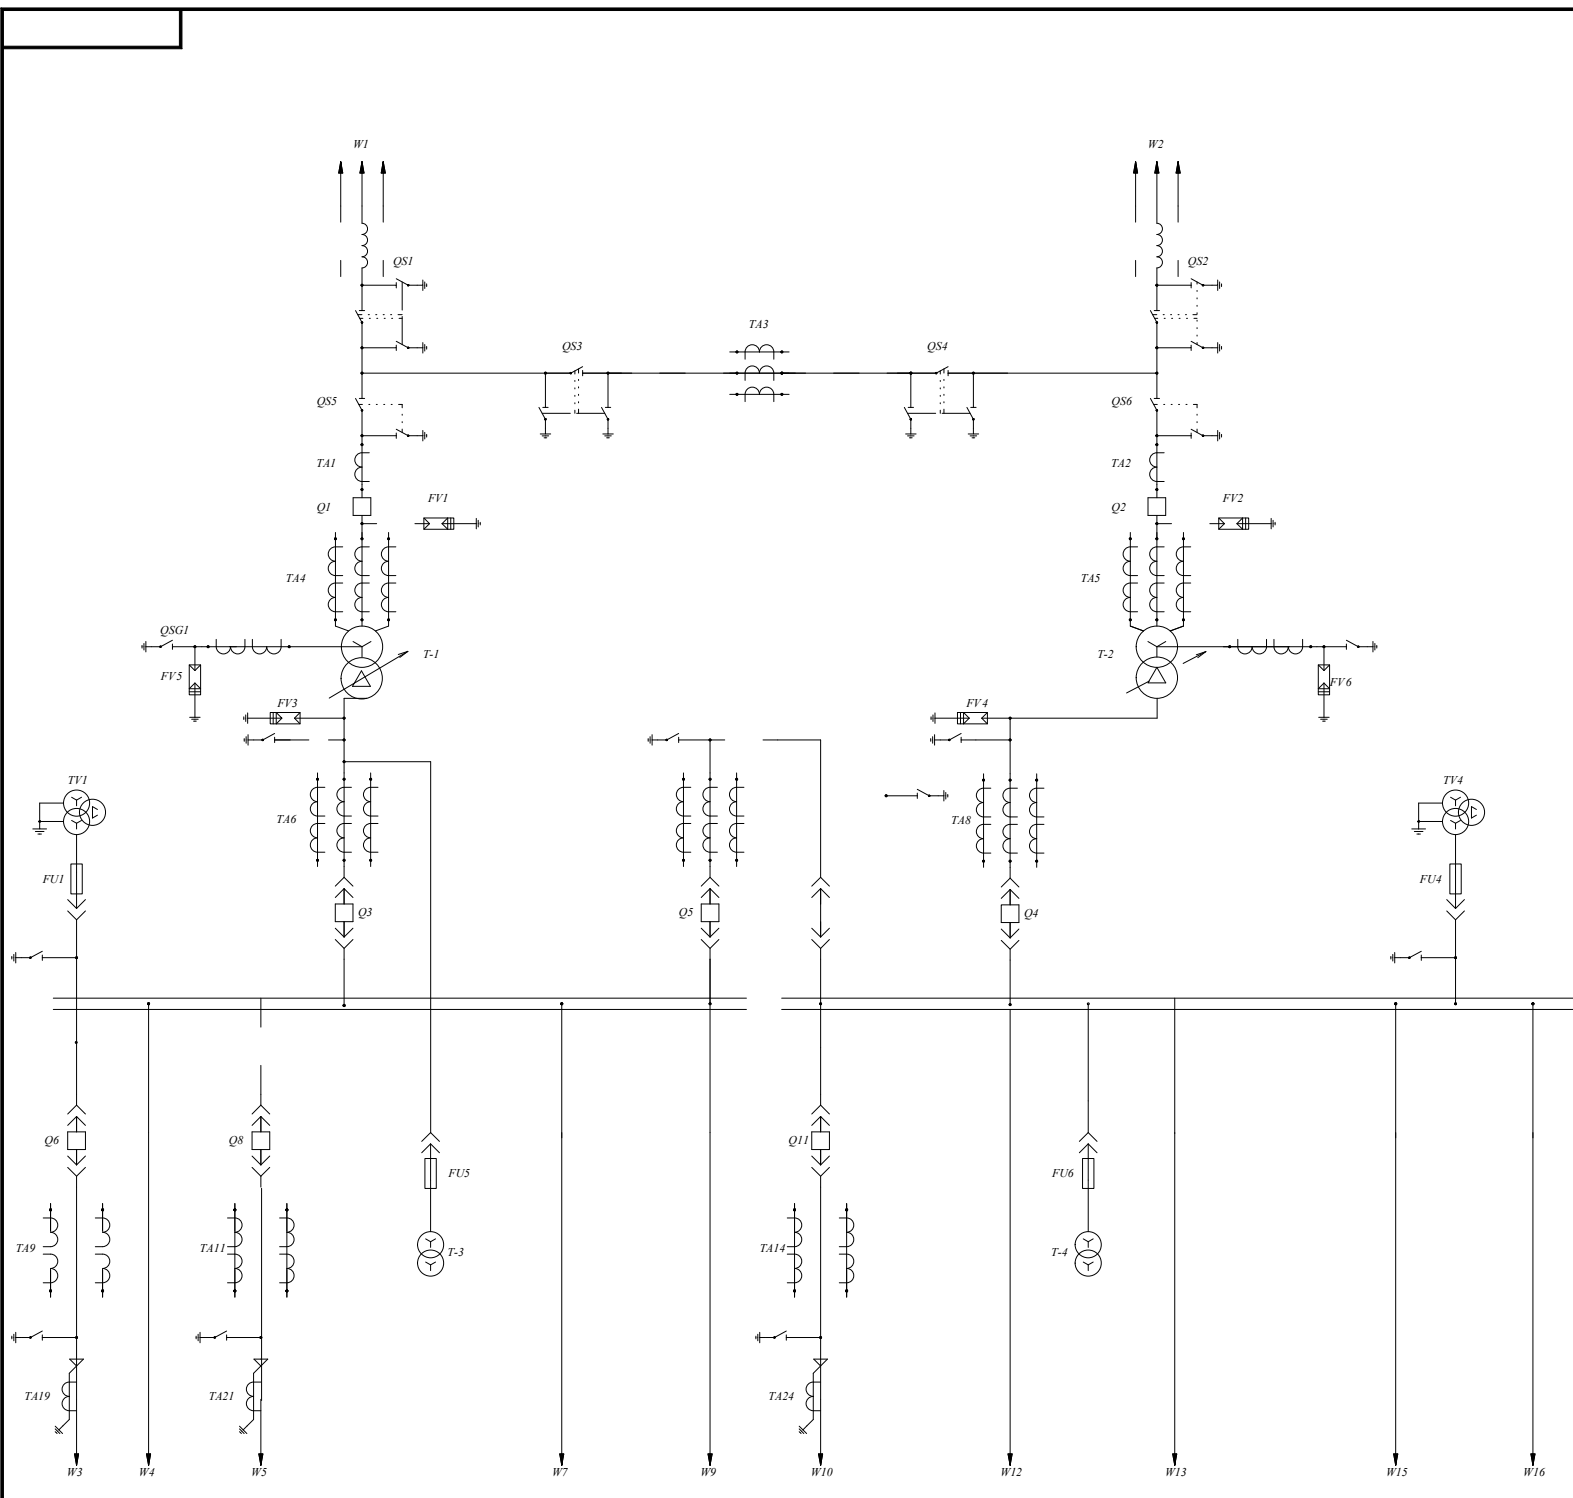 W1 W2
QS1 QS2
TA3
QS3 QS4
QS5 QS6
TA1 TA2
FV1 FV2
Q1 Q2
TA4 TA5
QSG1
T-1 T-2
FV5 FV6
FV3 FV4
TV1 TV4
TA6 TA8
FU1 FU4
Q3 Q5 Q4
Q6 Q8 Q11
FU5 FU6
TA9 TA11 T-3 TA14 T-4
TA19 TA21 TA24
W3 W4 W5 W7 W9 W10 W12 W13 W15 W16